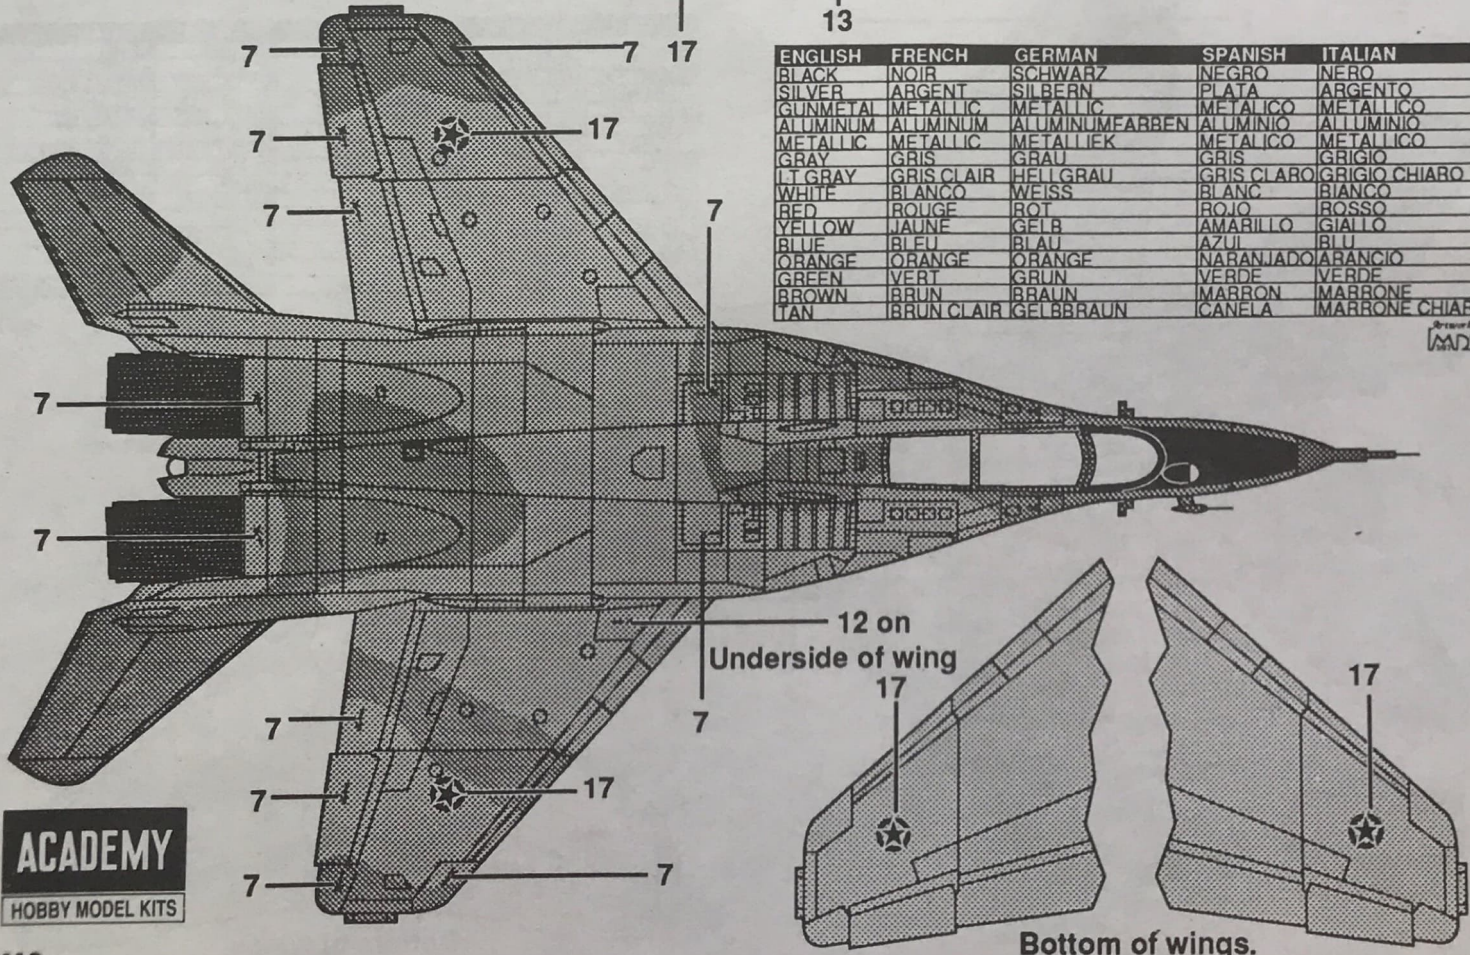 13
7
7 17
ENGLISH FRENCH GERMAN SPANISH ITALIAN
BLACK NOIR SCHWARZ NEGRO NERO
SILVER ARGENT SILBERN PLATA ARGENTO
GUNMETAL METALLIC METALLIC METALICO METALLICO
ALUMINUM ALUMINUM ALUMINUMFARBEN ALUMINIO ALLUMINIO
METALLIC METALLIC METALLIEK METALICO METALLICO
GRAY GRIS GRAU GRIS GRIGIO
LT GRAY GRIS CLAIR HELLGRAU GRIS CLARO GRIGIO CHIARO
WHITE BLANCO WEISS BLANC BIANCO
RED ROUGE ROT ROJO ROSSO
YELLOW JAUNE GELB AMARILLO GIALLO
BLUE BLEU BLAU AZUL BLU
ORANGE ORANGE ORANGE NARANJADO ARANCIO
GREEN VERT GRUN VERDE VERDE
BROWN BRUN BRAUN MARRON MARRONE
TAN BRUN CLAIR GELBBRAUN CANELA MARRONE CHIAR
7
17
7
7
7
7
12 on
Underside of wing
7
7
7
17
7
7
17
17
ACADEMY
HOBBY MODEL KITS
Bottom of wings.